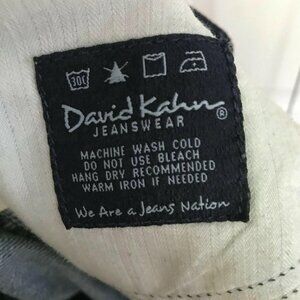 30C
David Kahn®
JEANSWEAR
MACHINE WASH COLD
DO NOT USE BLEACH
HANG DRY RECOMMENDED
WARM IRON IF NEEDED
We Are a Jeans Nation